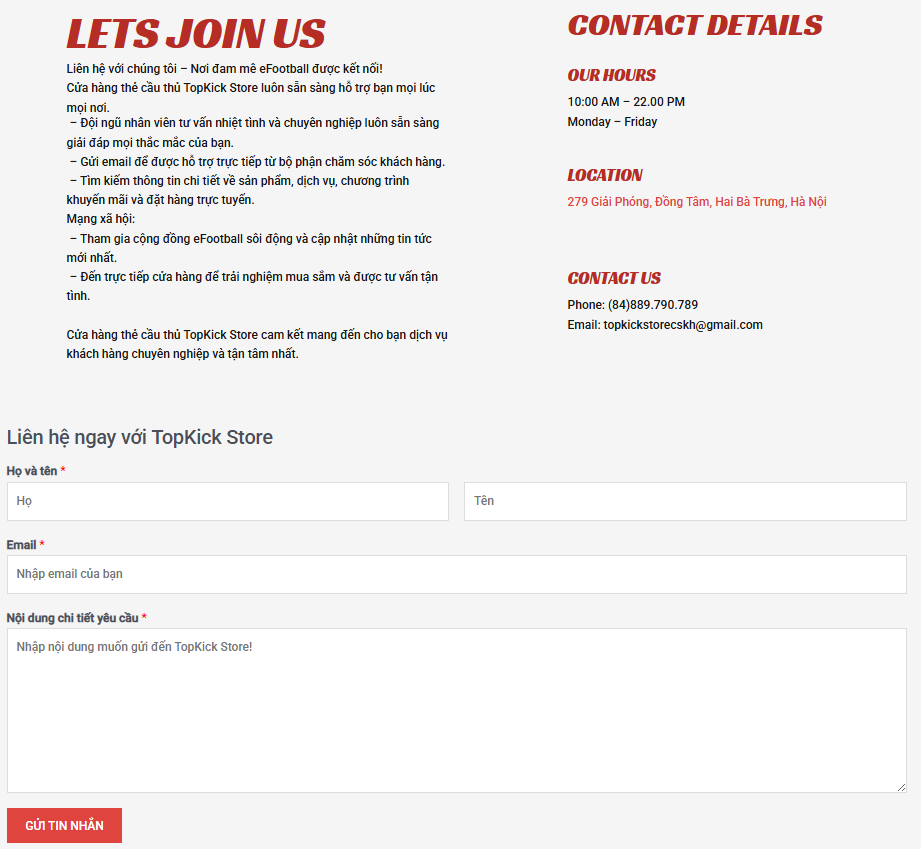 LETS JOIN US
Liên hệ với chúng tôi – Nơi đam mê eFootball được kết nối!
Cửa hàng thẻ cầu thủ TopKick Store luôn sẵn sàng hỗ trợ bạn mọi lúc
mọi nơi.
– Đội ngũ nhân viên tư vấn nhiệt tình và chuyên nghiệp luôn sẵn sàng
giải đáp mọi thắc mắc của bạn.
– Gửi email để được hỗ trợ trực tiếp từ bộ phận chăm sóc khách hàng.
– Tìm kiếm thông tin chi tiết về sản phẩm, dịch vụ, chương trình
khuyến mãi và đặt hàng trực tuyến.
Mạng xã hội:
– Tham gia cộng đồng eFootball sôi động và cập nhật những tin tức
mới nhất.
– Đến trực tiếp cửa hàng để trải nghiệm mua sắm và được tư vấn tận
tình.
Cửa hàng thẻ cầu thủ TopKick Store cam kết mang đến cho bạn dịch vụ
khách hàng chuyên nghiệp và tận tâm nhất.
CONTACT DETAILS
OUR HOURS
10:00 AM – 22.00 PM
Monday – Friday
LOCATION
279 Giải Phóng, Đồng Tâm, Hai Bà Trưng, Hà Nội
CONTACT US
Phone: (84)889.790.789
Email: topkickstorecskh@gmail.com
Liên hệ ngay với TopKick Store
Họ và tên *
Họ
Tên
Email *
Nhập email của bạn
Nội dung chi tiết yêu cầu *
Nhập nội dung muốn gửi đến TopKick Store!
GỬI TIN NHẮN